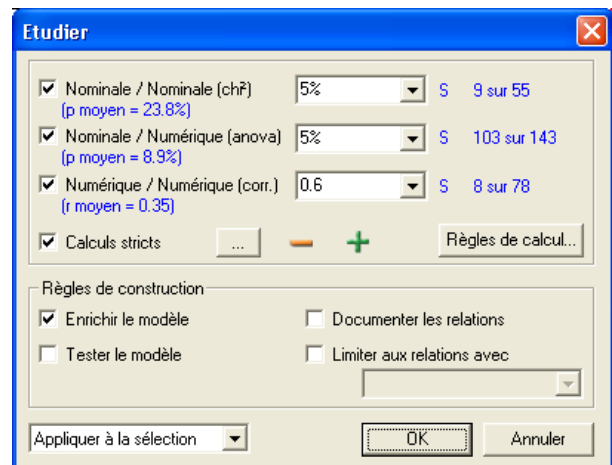 Etudier
Nominale / Nominale (chi²) 5% S 9 sur 55
(p moyen = 23.8%)
Nominale / Numérique (anova) 5% S 103 sur 143
(p moyen = 8.9%)
Numérique / Numérique (corr.) 0.6 S 8 sur 78
(r moyen = 0.35)
Calculs stricts ... Règles de calcul...
Règles de construction
Enrichir le modèle Documenter les relations
Tester le modèle Limiter aux relations avec
Appliquer à la sélection OK Annuler